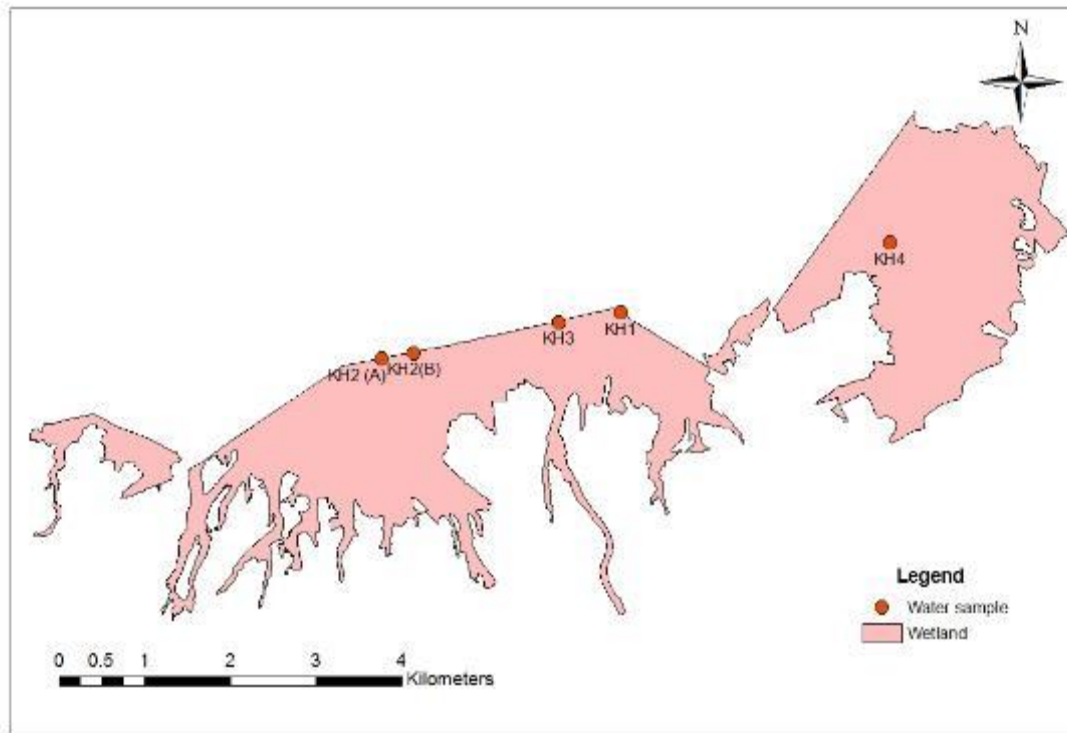 N
KH4
KH1
KH3
KH2 (A) KH2(B)
Legend
Water sample
Wetland
0 0.5 1 2 3 4
Kilometers